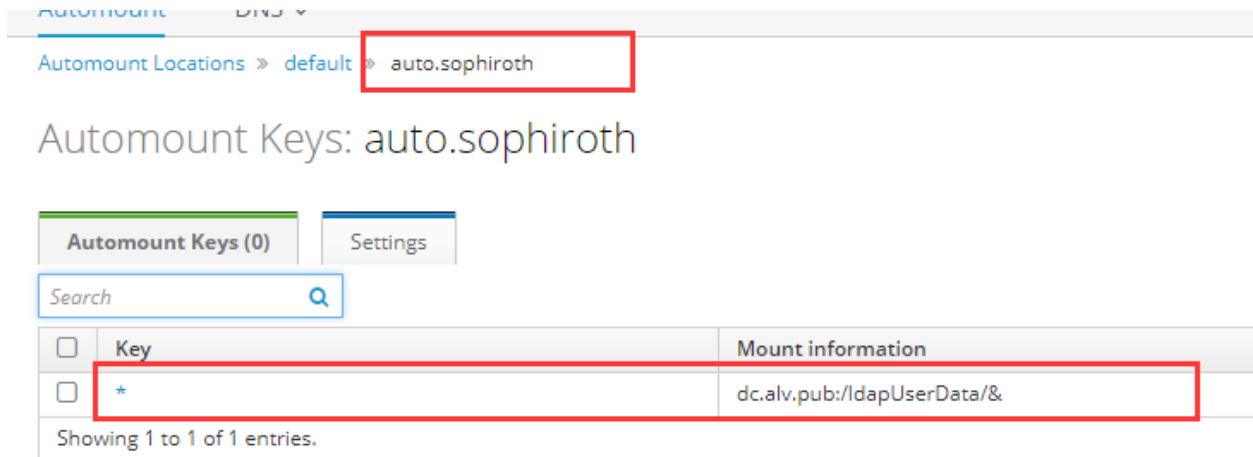 Automount DNS
Automount Locations » default » auto.sophiroth
Automount Keys: auto.sophiroth
Automount Keys (0) Settings
Search
Key Mount information
* dc.alv.pub:/ldapUserData/&
Showing 1 to 1 of 1 entries.